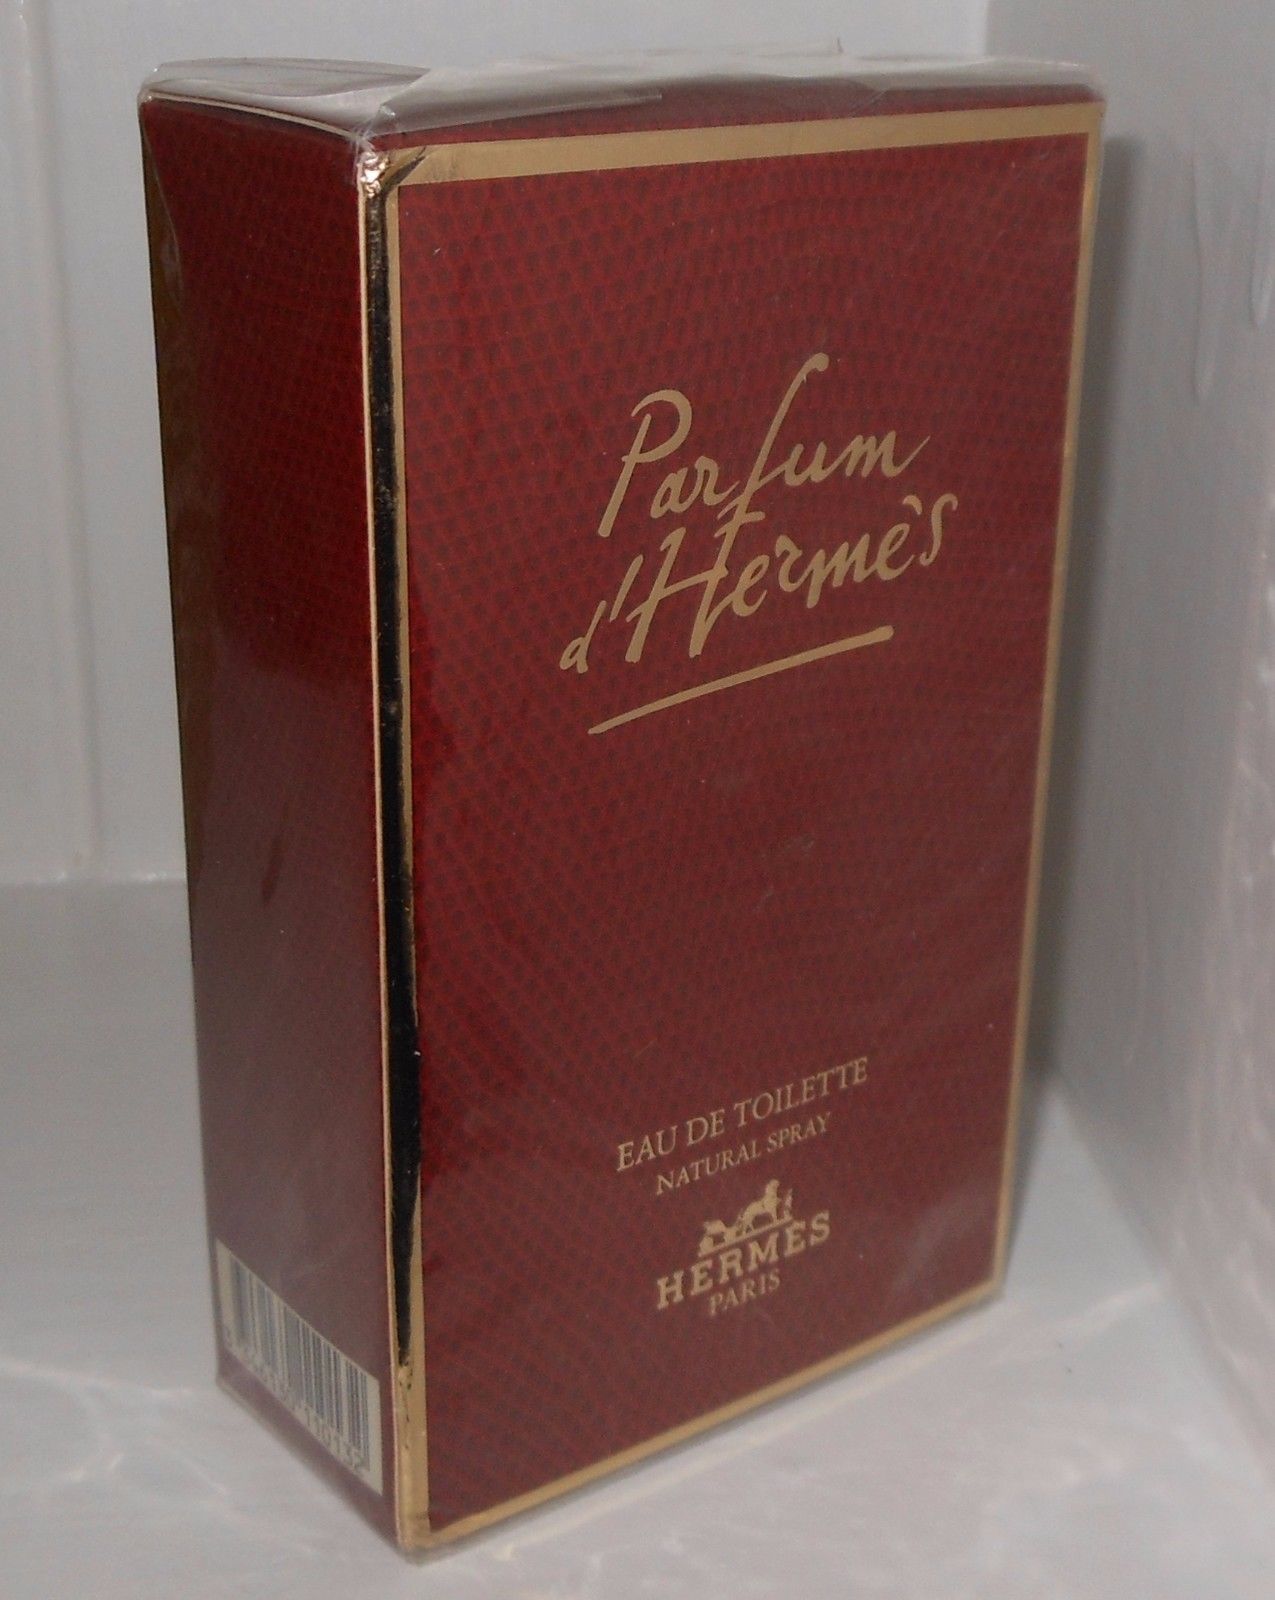 Parfum
d'Hermès
EAU DE TOILETTE
NATURAL SPRAY
HERMÈS
PARIS